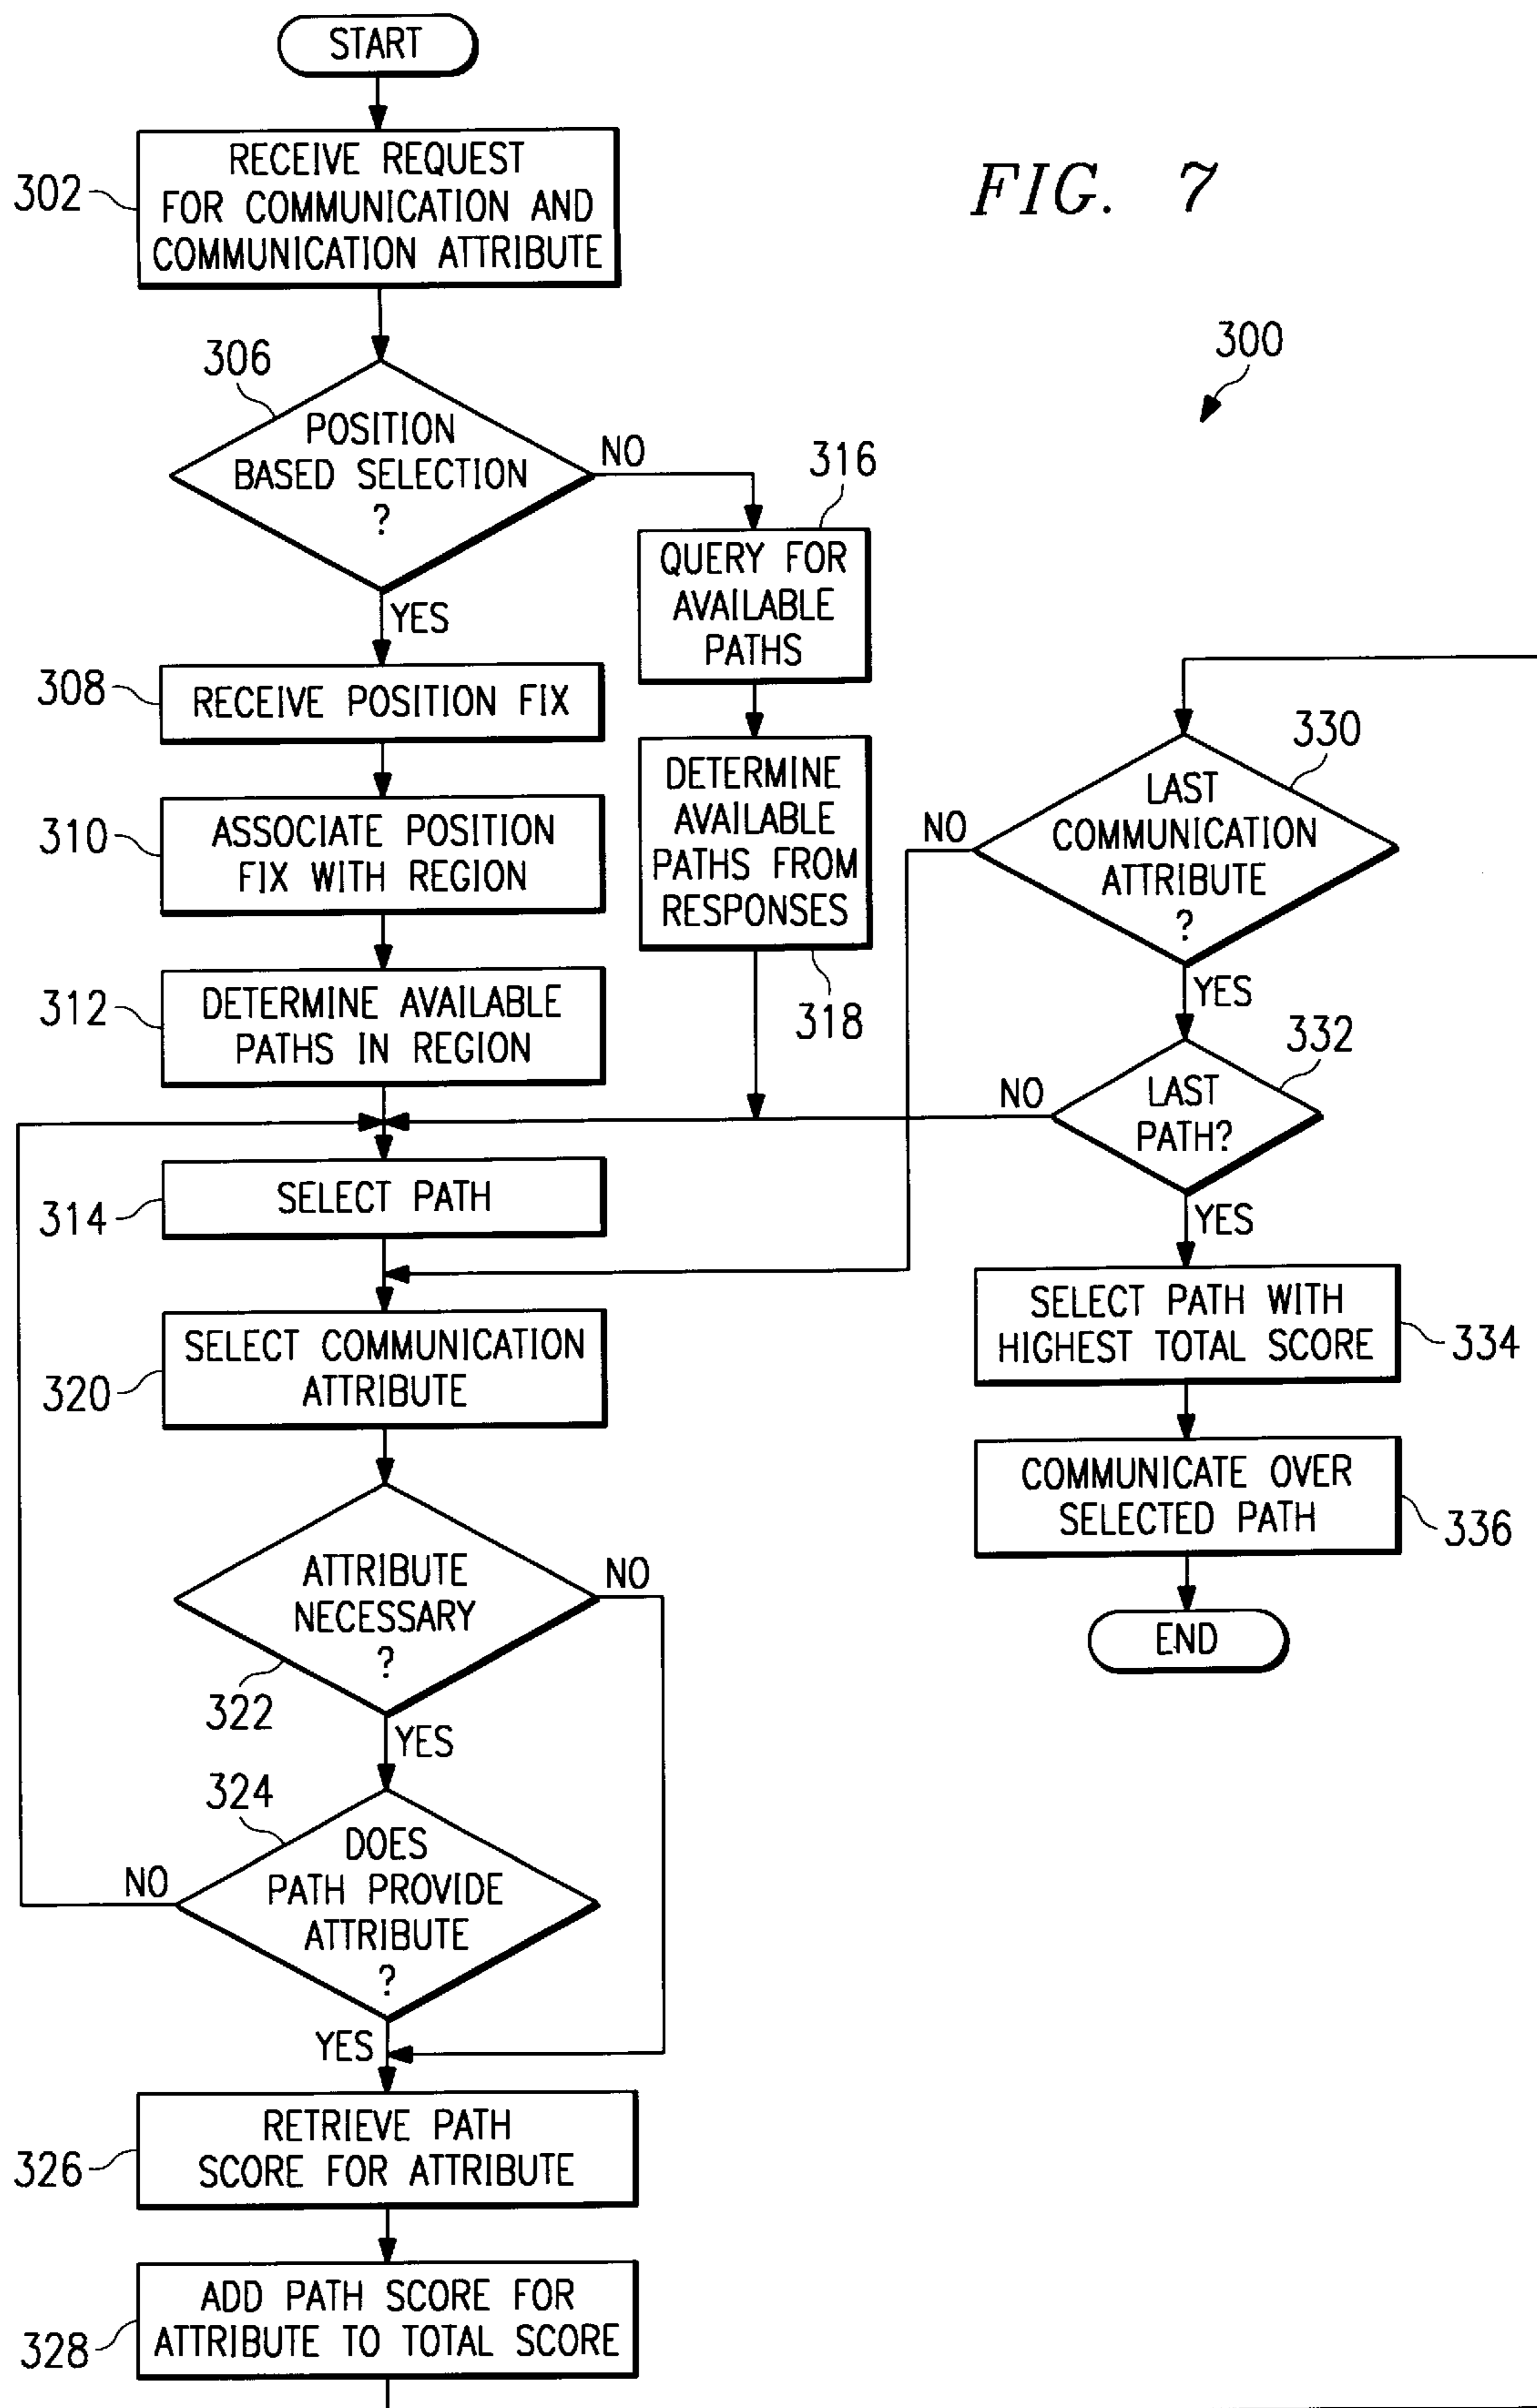 START
302
RECEIVE REQUEST
FOR COMMUNICATION AND
COMMUNICATION ATTRIBUTE
FIG. 7
300
306
POSITION
BASED SELECTION
?
NO
YES
316
QUERY FOR
AVAILABLE
PATHS
308
RECEIVE POSITION FIX
310
ASSOCIATE POSITION
FIX WITH REGION
DETERMINE
AVAILABLE
PATHS FROM
RESPONSES
318
312
DETERMINE AVAILABLE
PATHS IN REGION
330
LAST
COMMUNICATION
ATTRIBUTE
?
NO
YES
332
LAST
PATH?
NO
YES
314
SELECT PATH
320
SELECT COMMUNICATION
ATTRIBUTE
SELECT PATH WITH
HIGHEST TOTAL SCORE
334
COMMUNICATE OVER
SELECTED PATH
336
END
ATTRIBUTE
NECESSARY
?
NO
322
YES
324
DOES
PATH PROVIDE
ATTRIBUTE
?
NO
YES
326
RETRIEVE PATH
SCORE FOR ATTRIBUTE
328
ADD PATH SCORE FOR
ATTRIBUTE TO TOTAL SCORE